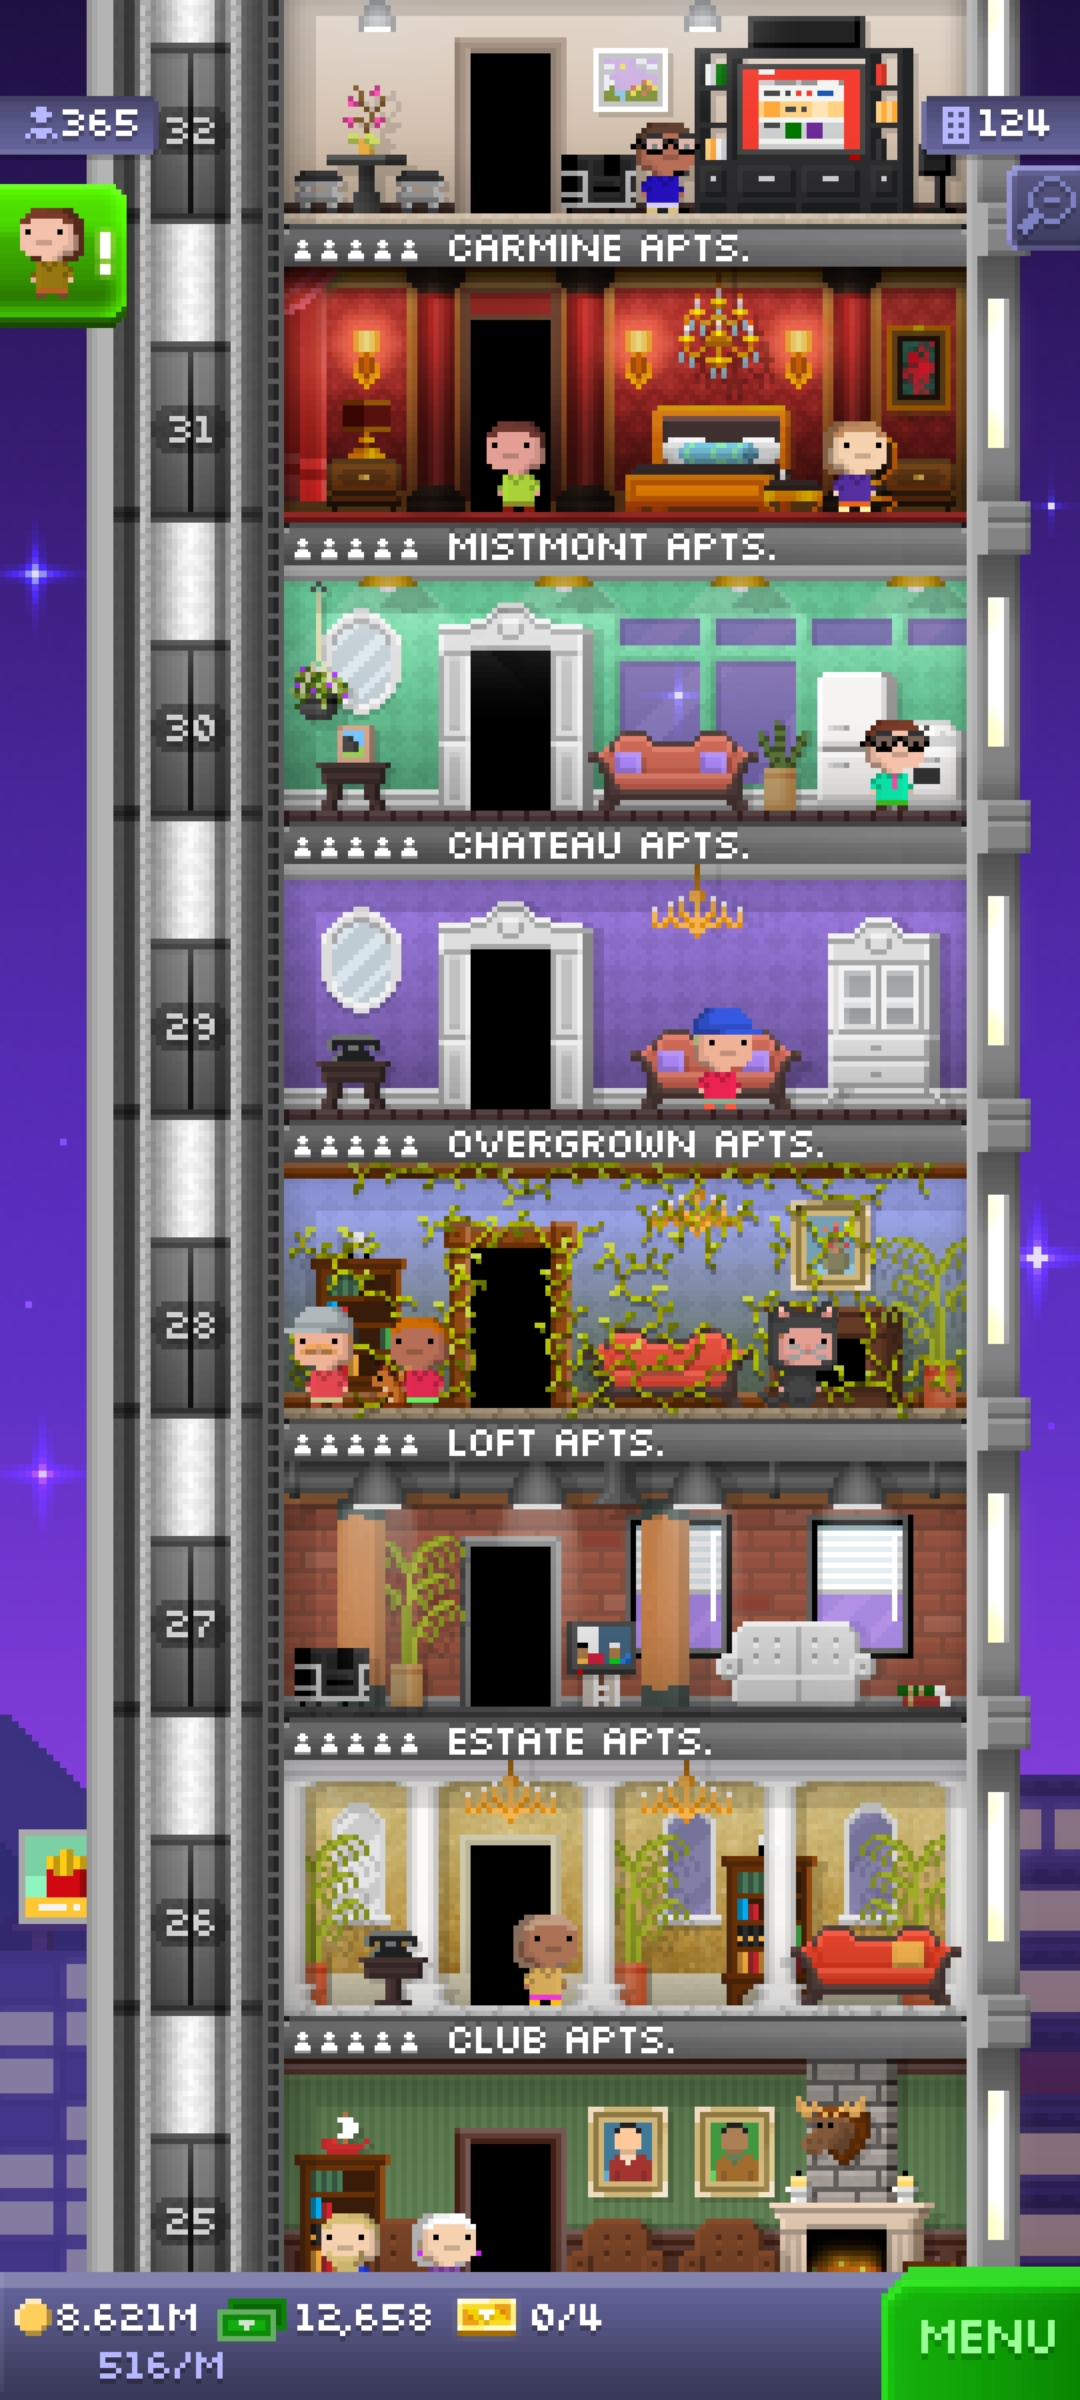 32
365
124
!
CARMINE APTS.
31
MISTMONT APTS.
30
CHATEAU APTS.
29
OVERGROWN APTS.
28
LOFT APTS.
27
ESTATE APTS.
26
CLUB APTS.
25
8.621M 12,658 0/4
516/M
MENU